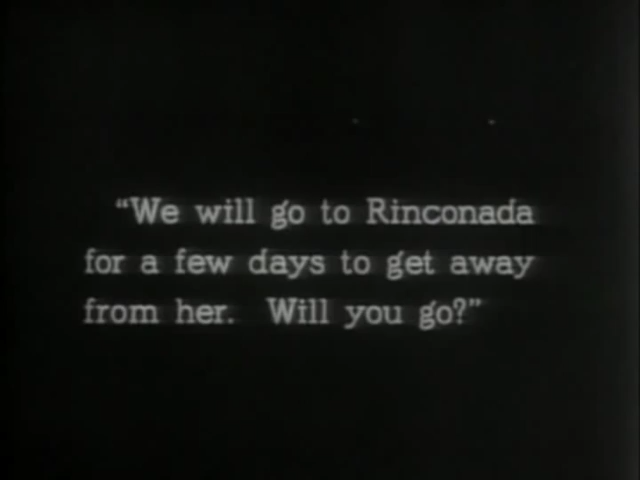 “We will go to Rinconada
for a few days to get away
from her. Will you go?”